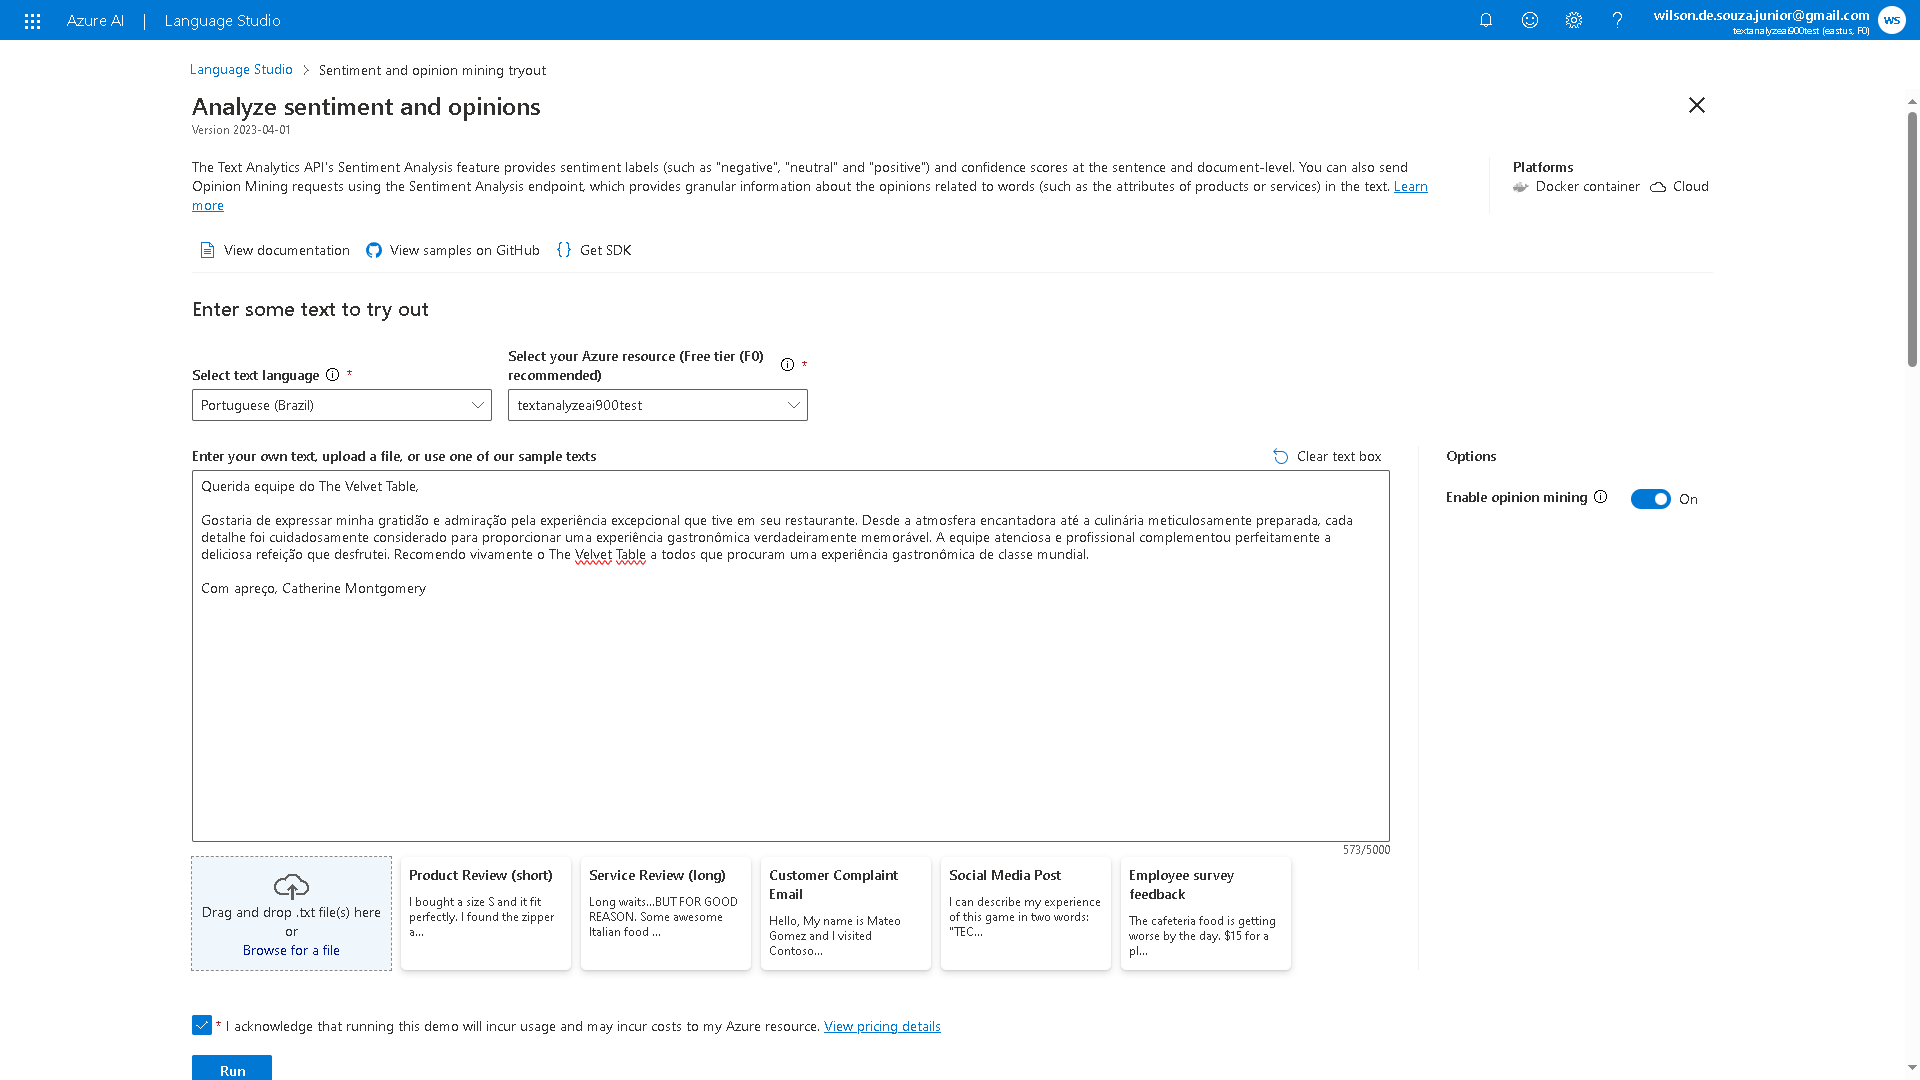 Azure AI | Language Studio
wilson.de.souza.junior@gmail.com
textanalyzeai900test (eastus, F0)
WS
Language Studio > Sentiment and opinion mining tryout
Analyze sentiment and opinions
Version 2023-04-01
The Text Analytics API's Sentiment Analysis feature provides sentiment labels (such as "negative", "neutral" and "positive") and confidence scores at the sentence and document-level. You can also send
Opinion Mining requests using the Sentiment Analysis endpoint, which provides granular information about the opinions related to words (such as the attributes of products or services) in the text. Learn
more
Platforms
Docker container Cloud
View documentation View samples on GitHub {} Get SDK
Enter some text to try out
Select text language *
Portuguese (Brazil)
Select your Azure resource (Free tier (F0)
recommended) *
textanalyzeai900test
Enter your own text, upload a file, or use one of our sample texts
Clear text box
Querida equipe do The Velvet Table,
Gostaria de expressar minha gratidão e admiração pela experiência excepcional que tive em seu restaurante. Desde a atmosfera encantadora até a culinária meticulosamente preparada, cada
detalhe foi cuidadosamente considerado para proporcionar uma experiência gastronômica verdadeiramente memorável. A equipe atenciosa e profissional complementou perfeitamente a
deliciosa refeição que desfrutei. Recomendo vivamente o The Velvet Table a todos que procuram uma experiência gastronômica de classe mundial.
Com apreço, Catherine Montgomery
573/5000
Options
Enable opinion mining On
Drag and drop .txt file(s) here
or
Browse for a file
Product Review (short)
I bought a size S and it fit
perfectly. I found the zipper
a...
Service Review (long)
Long waits...BUT FOR GOOD
REASON. Some awesome
Italian food ...
Customer Complaint
Email
Hello, My name is Mateo
Gomez and I visited
Contoso...
Social Media Post
I can describe my experience
of this game in two words:
"TEC...
Employee survey
feedback
The cafeteria food is getting
worse by the day. $15 for a
pl...
* I acknowledge that running this demo will incur usage and may incur costs to my Azure resource. View pricing details
Run